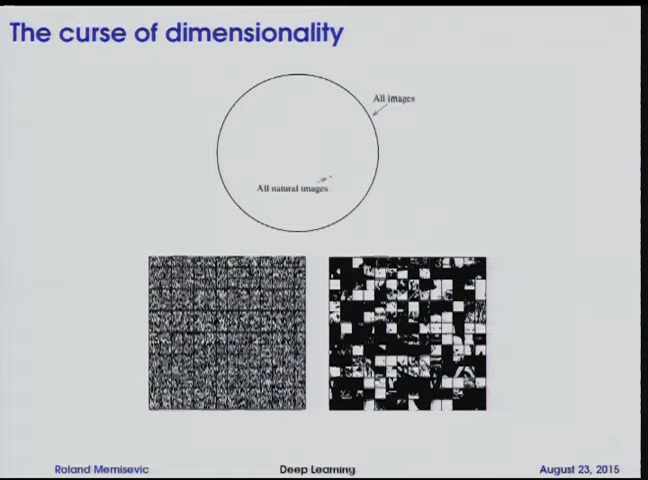 The curse of dimensionality
All images
All natural images
Roland Memisevic Deep Learning August 23, 2015